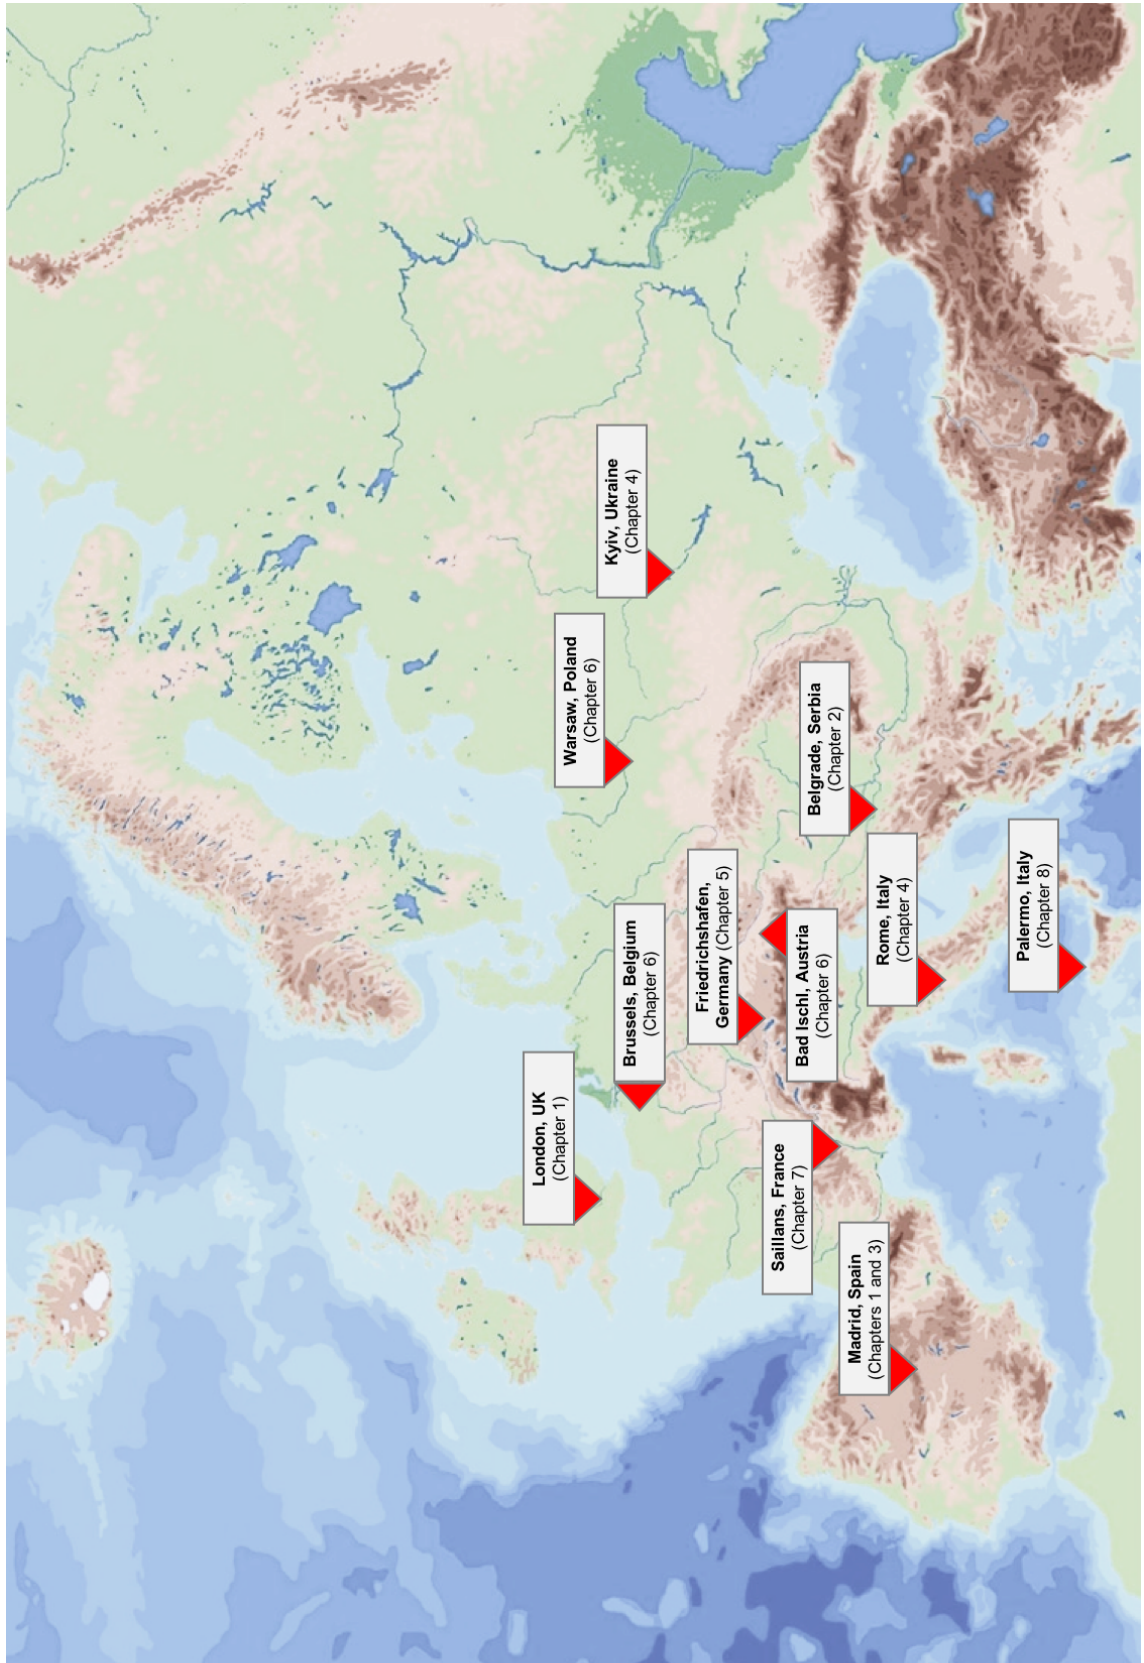 London, UK
(Chapter 1)
Warsaw, Poland
(Chapter 6)
Kyiv, Ukraine
(Chapter 4)
Brussels, Belgium
(Chapter 6)
Friedrichshafen,
Germany (Chapter 5)
Saillans, France
(Chapter 7)
Bad Ischl, Austria
(Chapter 6)
Belgrade, Serbia
(Chapter 2)
Madrid, Spain
(Chapters 1 and 3)
Rome, Italy
(Chapter 4)
Palermo, Italy
(Chapter 8)